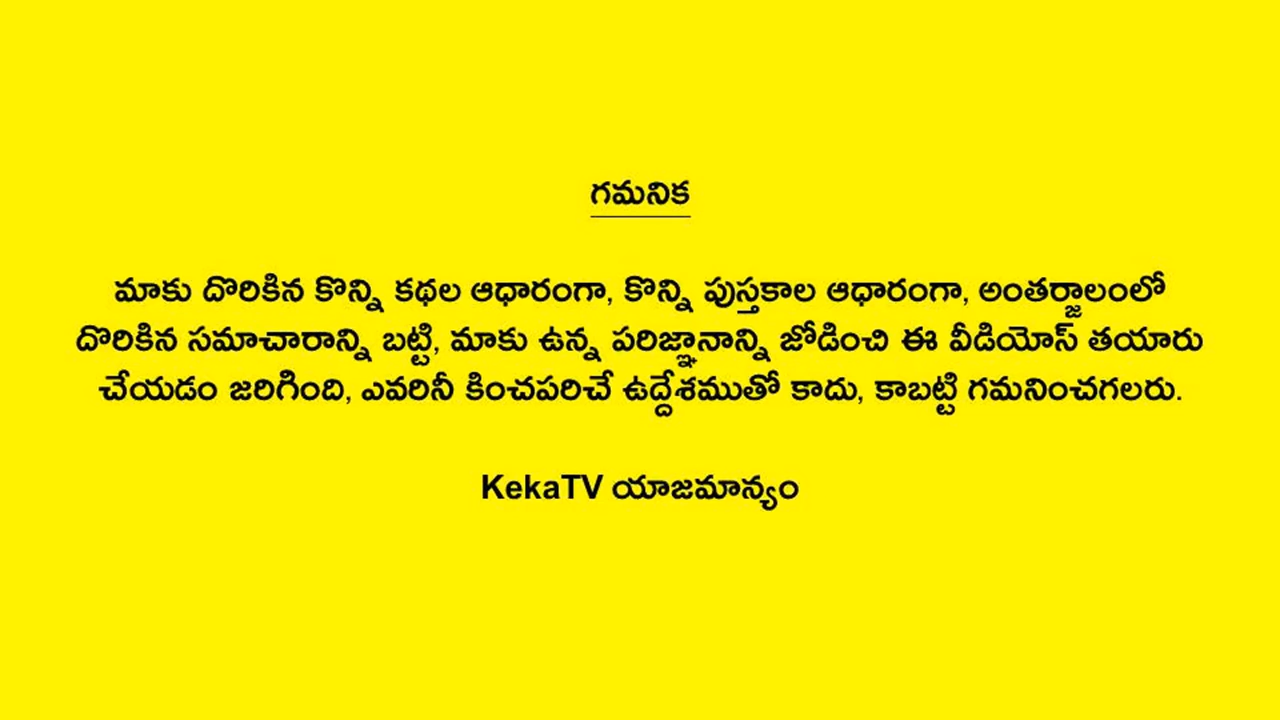 గమనిక
మాకు దొరికిన కొన్ని కథల ఆధారంగా, కొన్ని పుస్తకాల ఆధారంగా, అంతర్జాలంలో
దొరికిన సమాచారాన్ని బట్టి, మాకు ఉన్న పరిజ్ఞానాన్ని జోడించి ఈ వీడియోస్ తయారు
చేయడం జరిగింది, ఎవరినీ కించపరిచే ఉద్దేశముతో కాదు, కాబట్టి గమనించగలరు.
KekaTV యాజమాన్యం